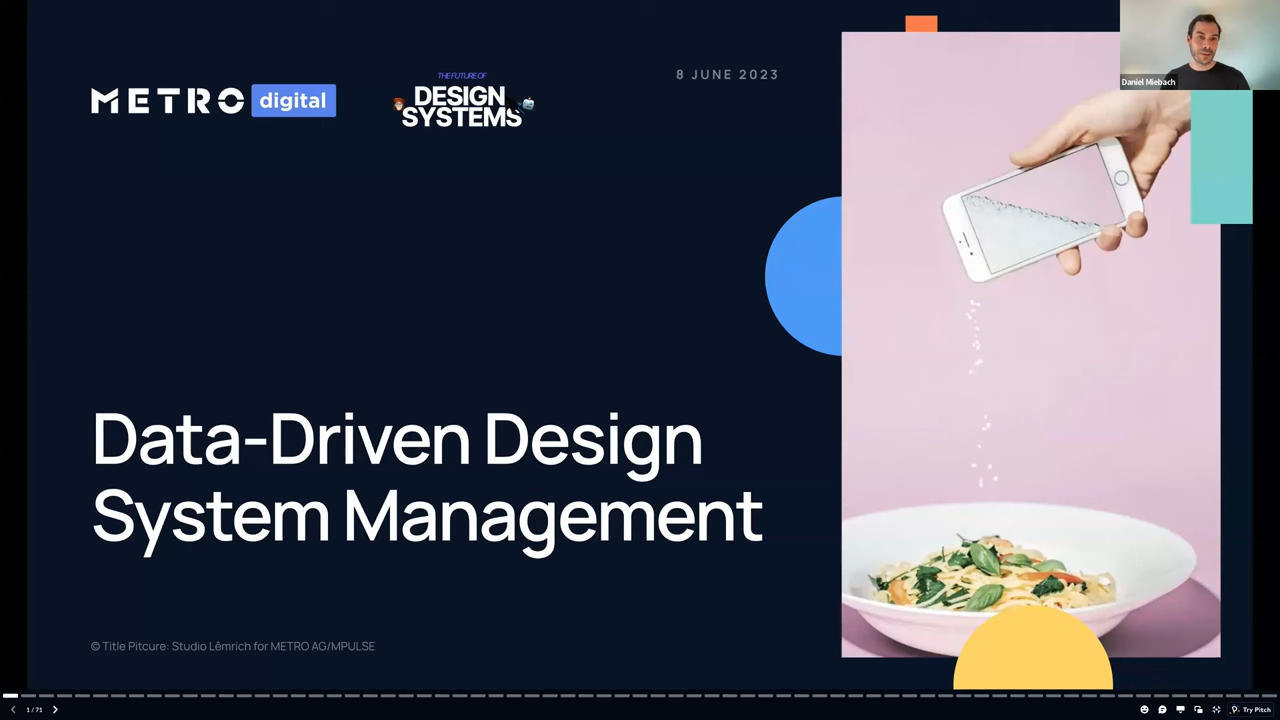 METRO digital
THE FUTURE OF
DESIGN
SYSTEMS
8 JUNE 2023
Daniel Miebach
Data-Driven Design
System Management
© Title Pitcure: Studio Lêmrich for METRO AG/MPULSE
1 / 71
Try Pitch